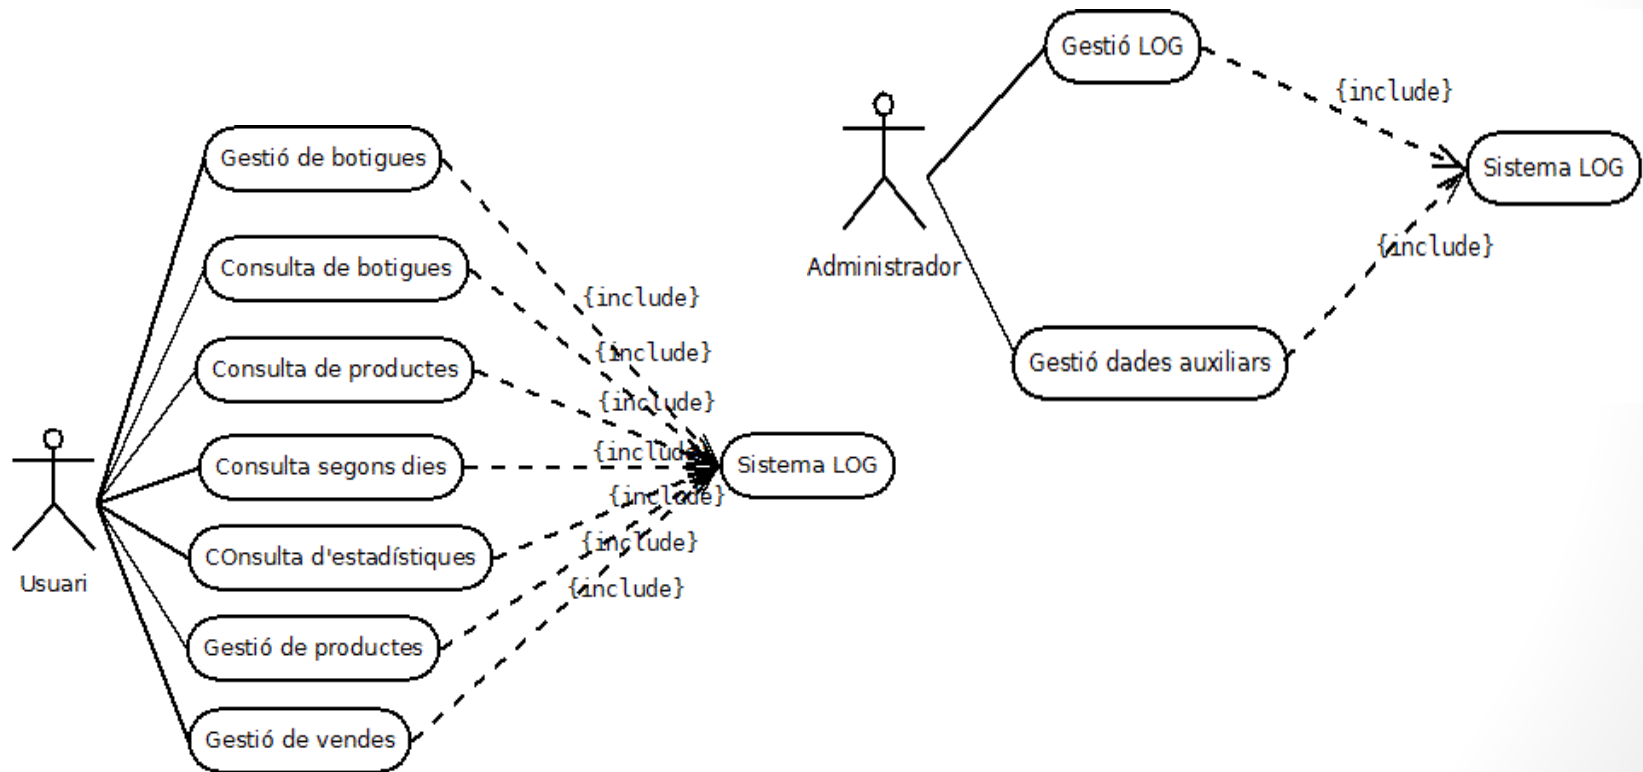 Gestió LOG
{include}
Sistema LOG
{include}
Administrador
Gestió dades auxiliars
Gestió de botigues
Consulta de botigues
Consulta de productes
Consulta segons dies
COnsulta d'estadístiques
Gestió de productes
Gestió de vendes
Usuari
{include}
{include}
{include}
{include}
{include}
{include}
{include}
Sistema LOG